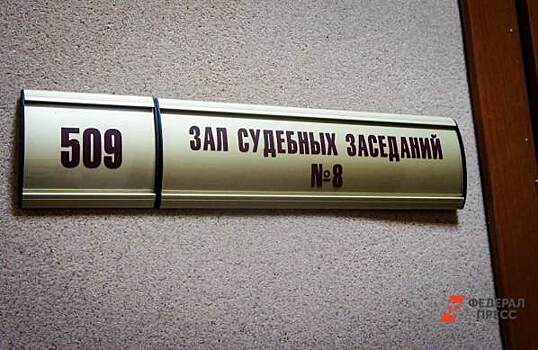 509
ЗАЛ СУДЕБНЫХ ЗАСЕДАНИЙ
№8
ФЕДЕРАЛ
ПРЕСС